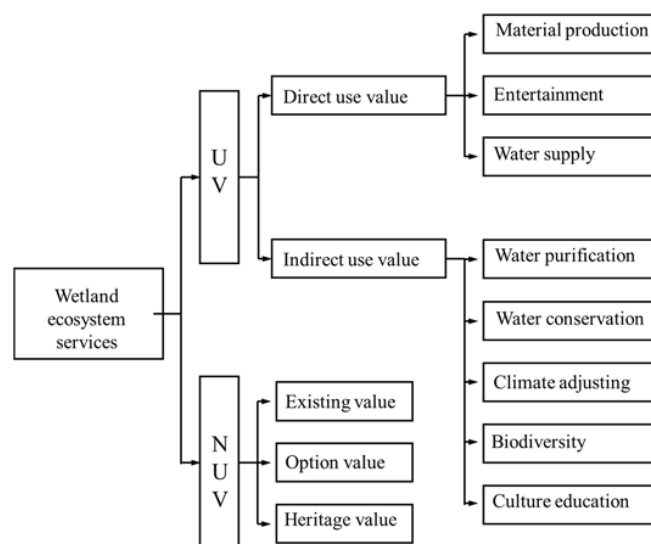 Wetland
ecosystem
services
U
V
N
U
V
Direct use value
Indirect use value
Existing value
Option value
Heritage value
Material production
Entertainment
Water supply
Water purification
Water conservation
Climate adjusting
Biodiversity
Culture education